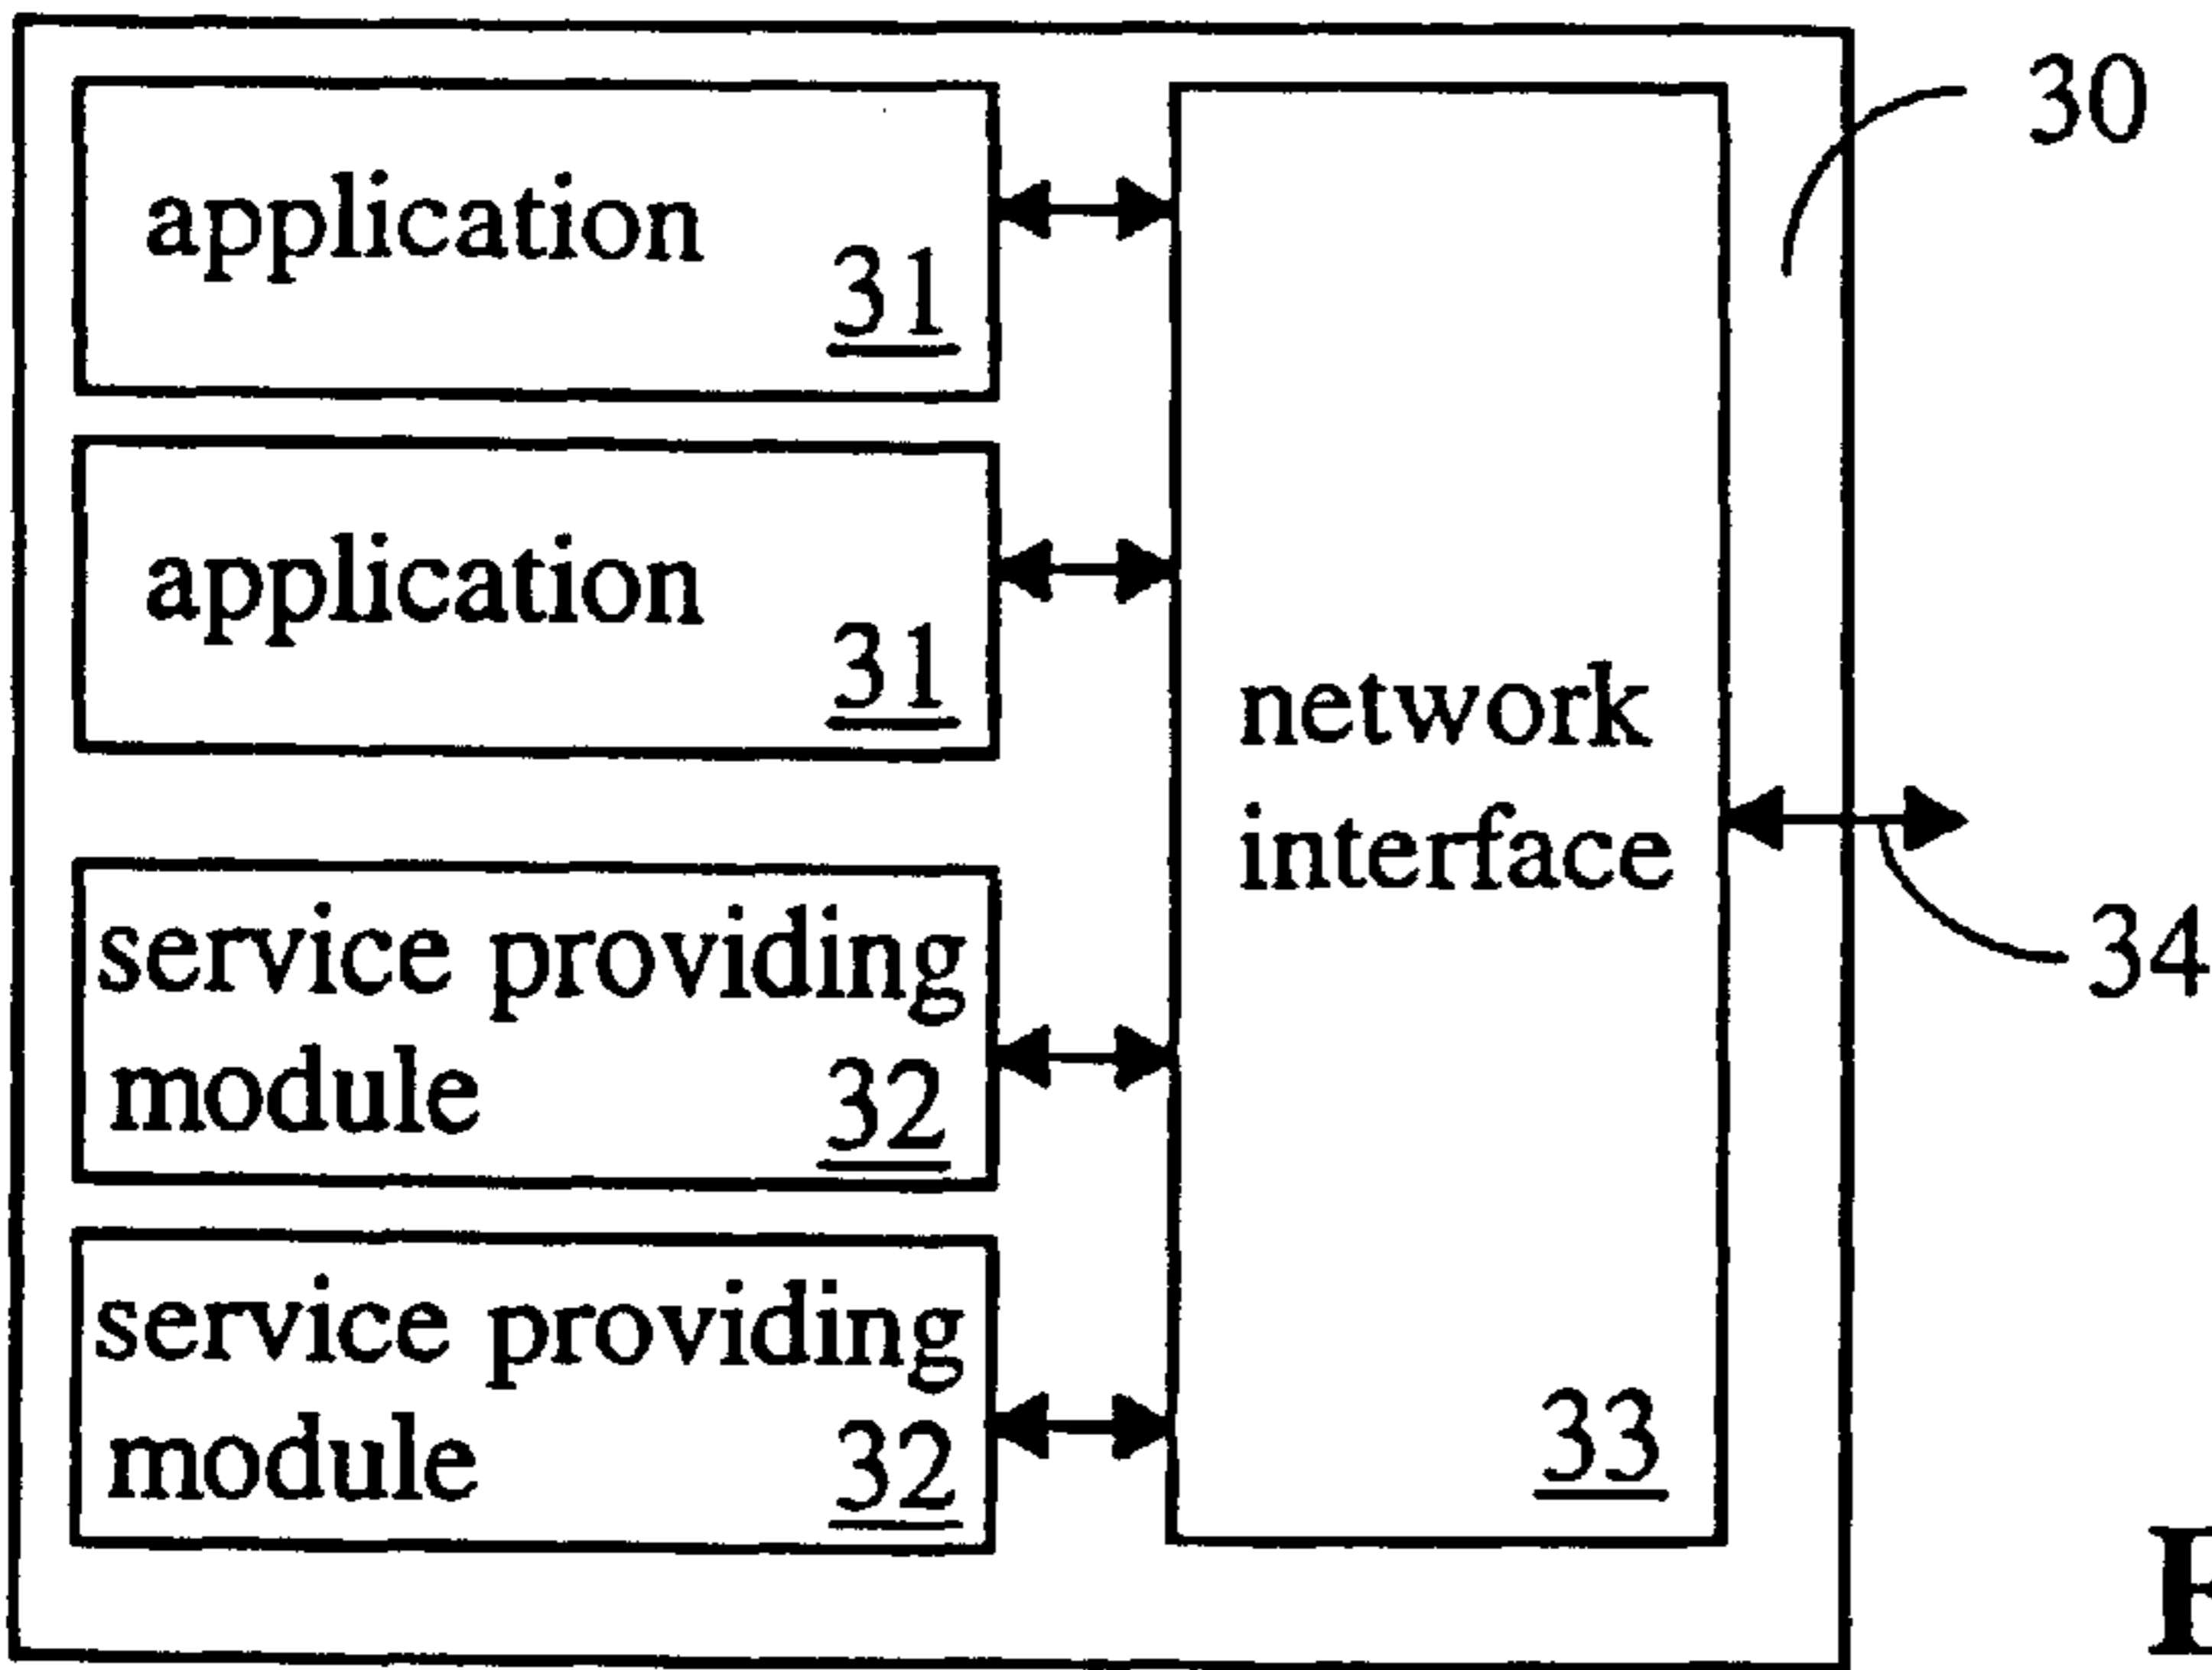 30
application
31
application
31
network
interface
34
service providing
module
32
service providing
module
32
33